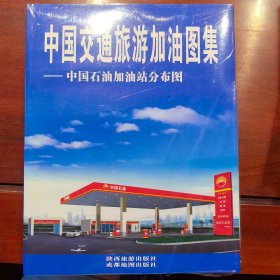 中国交通旅游加油图集
——中国石油加油站分布图
中国石油
陕西旅游出版社
成都地图出版社